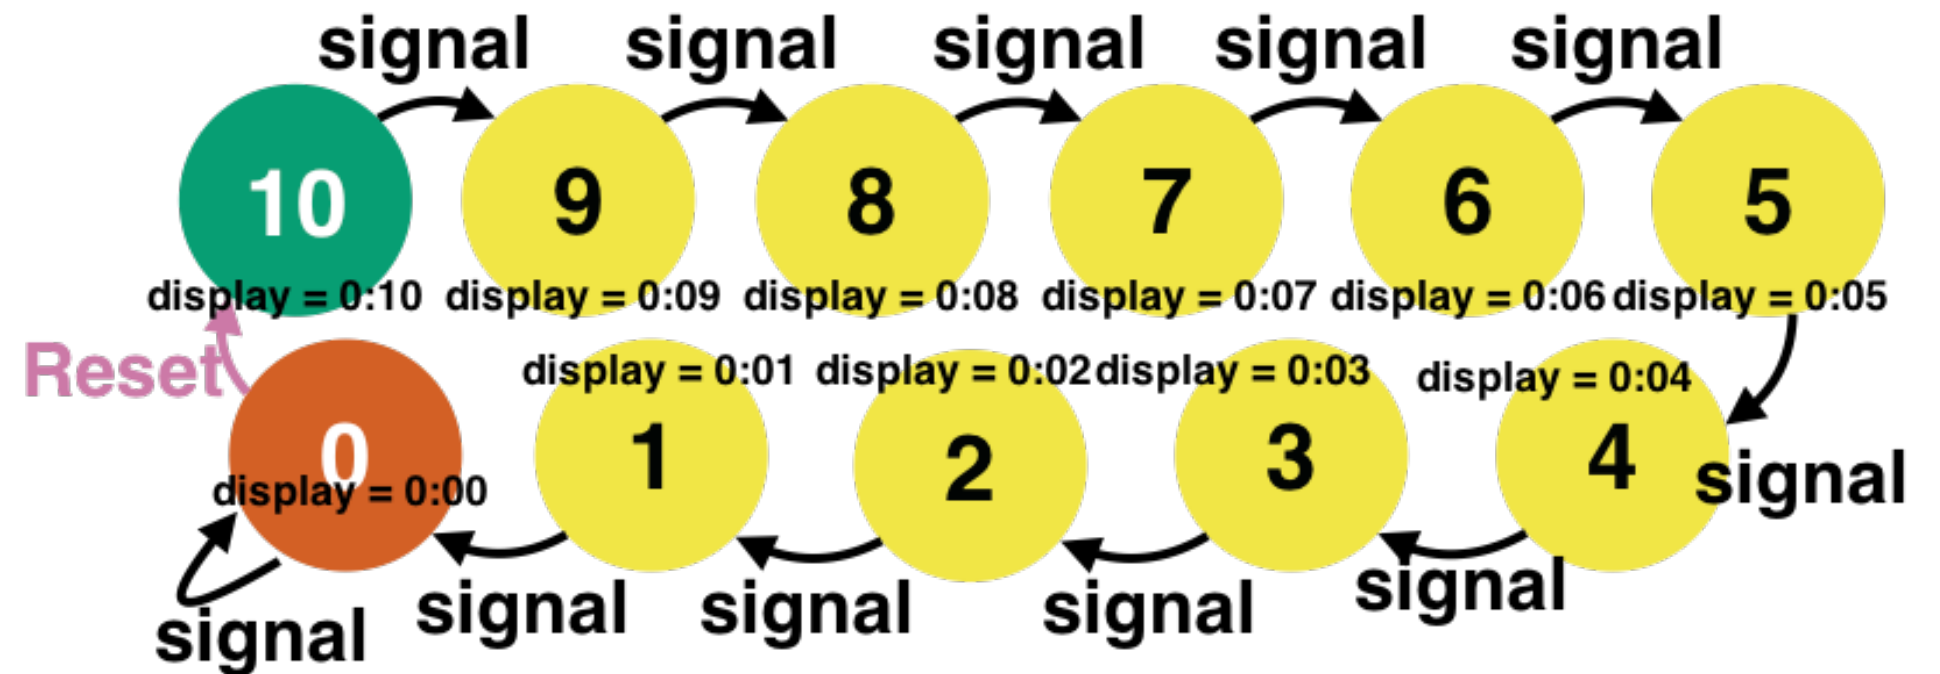 signal signal signal signal signal
10 9 8 7 6 5
display = 0:10 display = 0:09 display = 0:08 display = 0:07 display = 0:06 display = 0:05
Reset
display = 0:01 display = 0:02 display = 0:03 display = 0:04
0 1 2 3 4
display = 0:00
signal
signal signal signal signal
signal